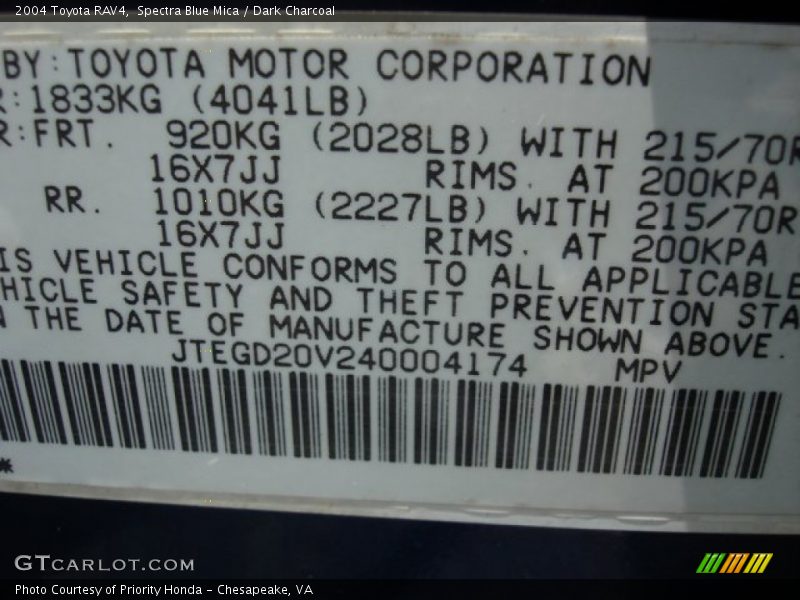 2004 Toyota RAV4,  Spectra Blue Mica / Dark Charcoal
BY:TOYOTA MOTOR CORPORATION
R:1833KG (4041LB)
R:FRT. 920KG (2028LB) WITH 215/70R
16X7JJ RIMS. AT 200KPA
RR. 1010KG (2227LB) WITH 215/70R
16X7JJ RIMS. AT 200KPA
IS VEHICLE CONFORMS TO ALL APPLICABLE
HICLE SAFETY AND THEFT PREVENTION STA
N THE DATE OF MANUFACTURE SHOWN ABOVE.
JTEGD20V240004174 MPV
GTCARLOT.COM
Photo Courtesy of Priority Honda - Chesapeake, VA